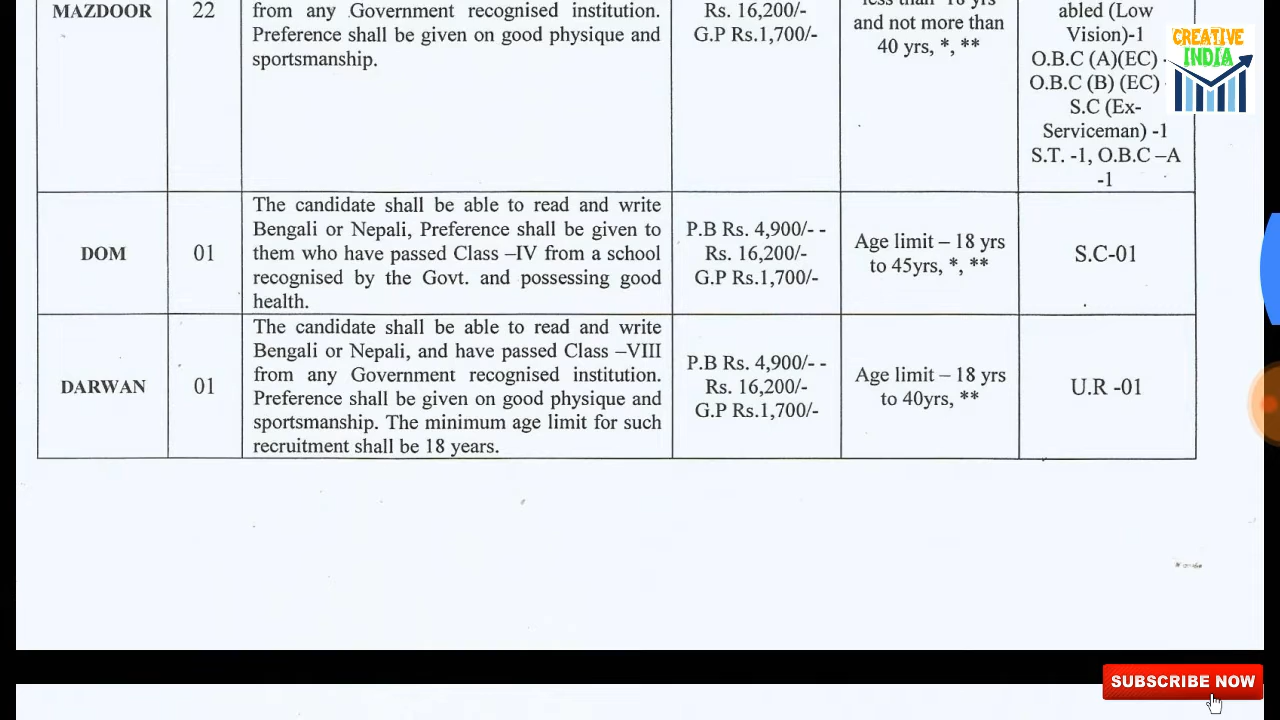 MAZDOOR
22
from any Government recognised institution.
Preference shall be given on good physique and
sportsmanship.
Rs. 16,200/-
G.P Rs.1,700/-
and not more than
40 yrs, *, **
abled (Low
Vision)-1
O.B.C (A)(EC) -
O.B.C (B) (EC)
S.C (Ex-
Serviceman) -1
S.T. -1, O.B.C –A
-1
DOM
01
The candidate shall be able to read and write
Bengali or Nepali, Preference shall be given to
them who have passed Class –IV from a school
recognised by the Govt. and possessing good
health.
P.B Rs. 4,900/- -
Rs. 16,200/-
G.P Rs.1,700/-
Age limit – 18 yrs
to 45yrs, *, **
S.C-01
DARWAN
01
The candidate shall be able to read and write
Bengali or Nepali, and have passed Class –VIII
from any Government recognised institution.
Preference shall be given on good physique and
sportsmanship. The minimum age limit for such
recruitment shall be 18 years.
P.B Rs. 4,900/- -
Rs. 16,200/-
G.P Rs.1,700/-
Age limit – 18 yrs
to 40yrs, **
U.R -01
CREATIVE
INDIA
SUBSCRIBE NOW